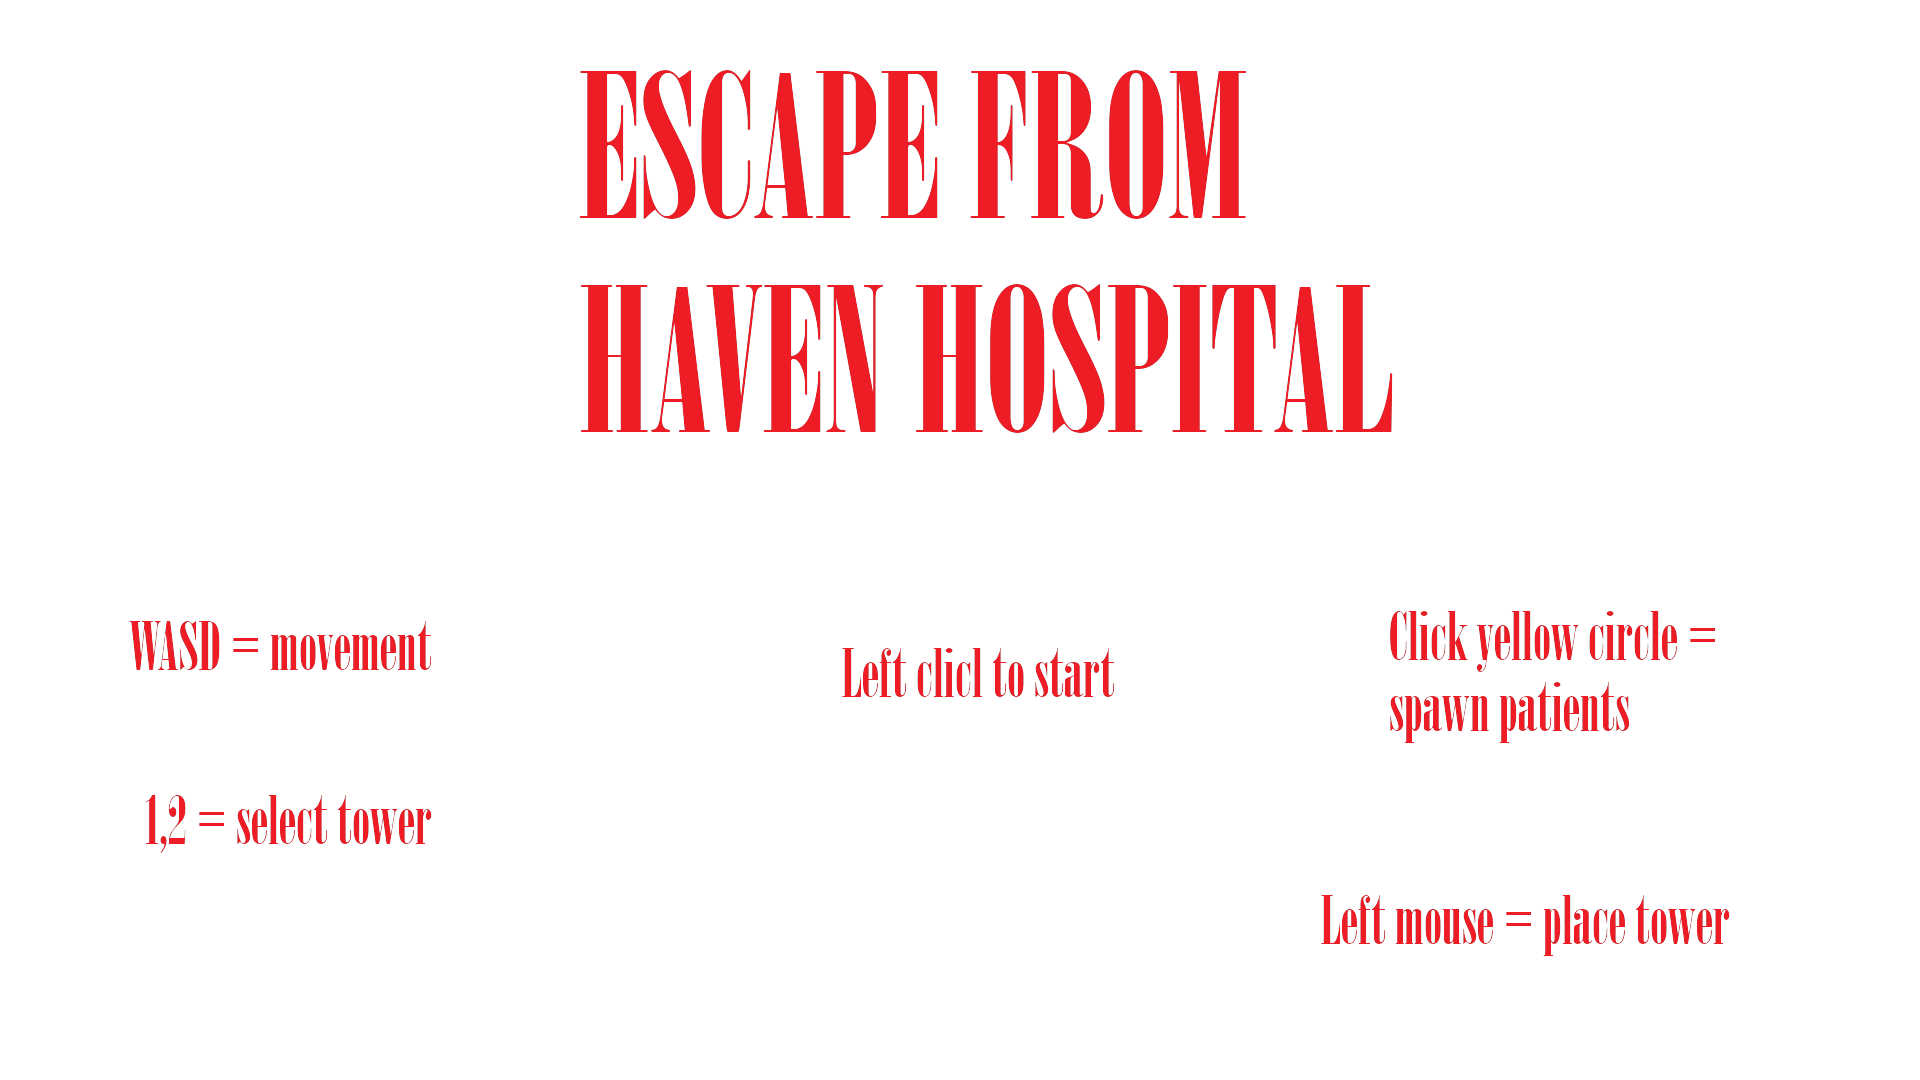 ESCAPE FROM
HAVEN HOSPITAL
WASD = movement
1,2 = select tower
Left clicl to start
Click yellow circle =
spawn patients
Left mouse = place tower